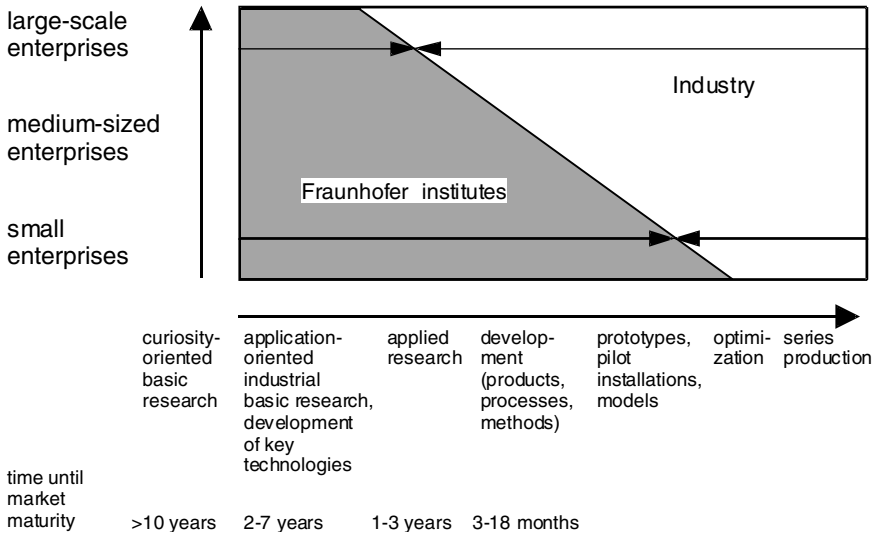 large-scale
enterprises
Industry
medium-sized
enterprises
Fraunhofer institutes
small
enterprises
curiosity-
oriented
basic
research
application-
oriented
industrial
basic research,
development
of key
technologies
applied
research
develop-
ment
(products,
processes,
methods)
prototypes,
pilot
installations,
models
optimi-
zation
series
production
time until
market
maturity
>10 years
2-7 years
1-3 years
3-18 months